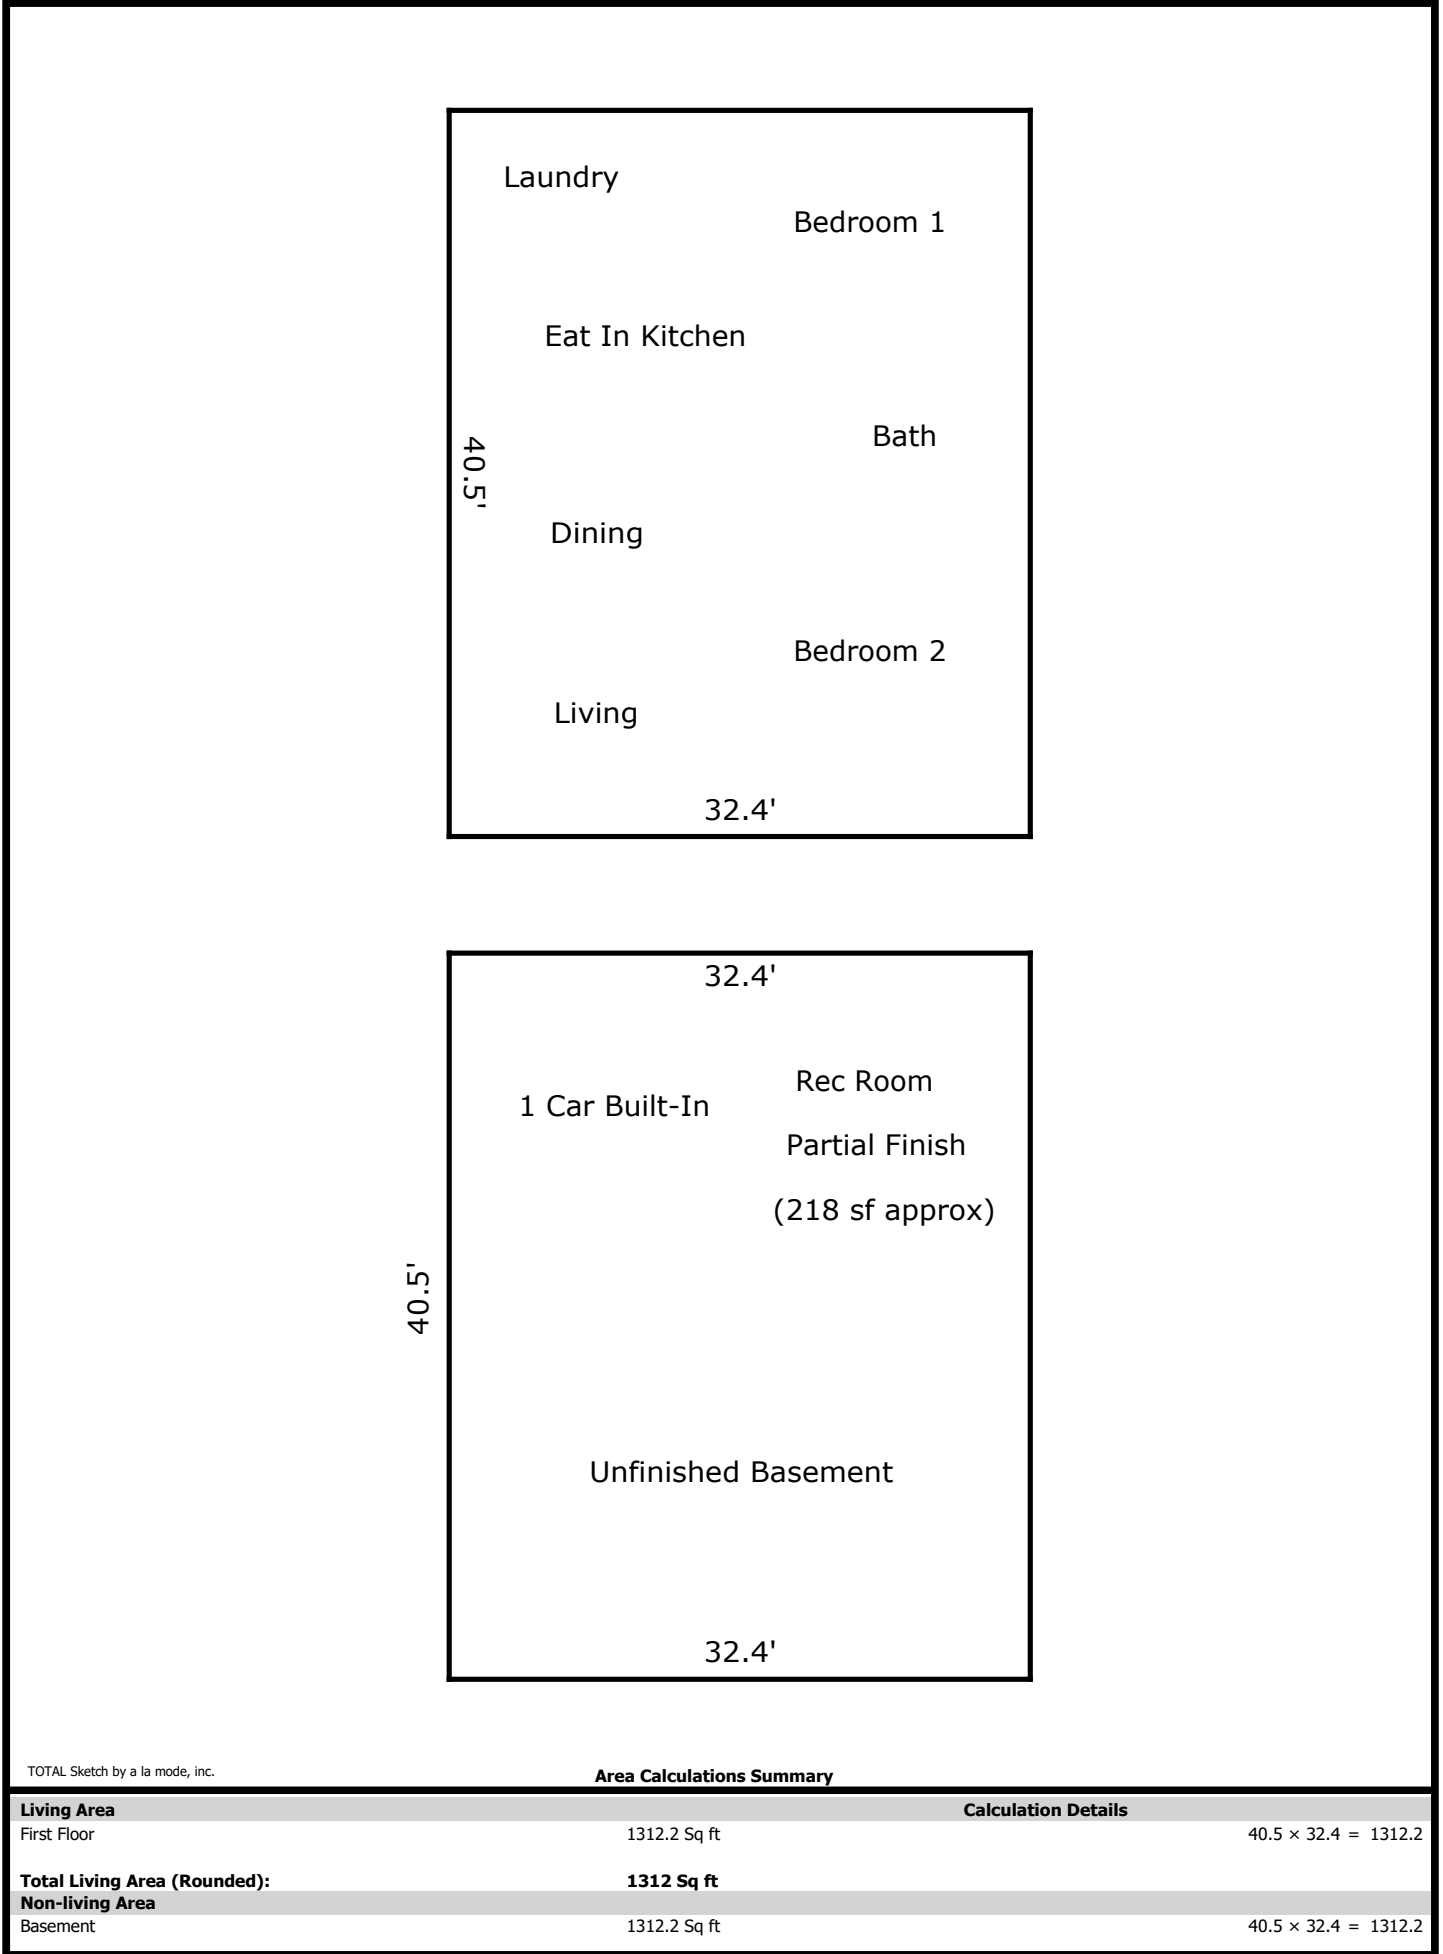 Laundry
Bedroom 1
Eat In Kitchen
Bath
40.5'
Dining
Bedroom 2
Living
32.4'
32.4'
Rec Room
1 Car Built-In
Partial Finish
(218 sf approx)
40.5'
Unfinished Basement
32.4'
TOTAL Sketch by a la mode, inc.
Area Calculations Summary
Living Area Calculation Details
First Floor 1312.2 Sq ft 40.5 × 32.4 = 1312.2
Total Living Area (Rounded): 1312 Sq ft
Non-living Area
Basement 1312.2 Sq ft 40.5 × 32.4 = 1312.2